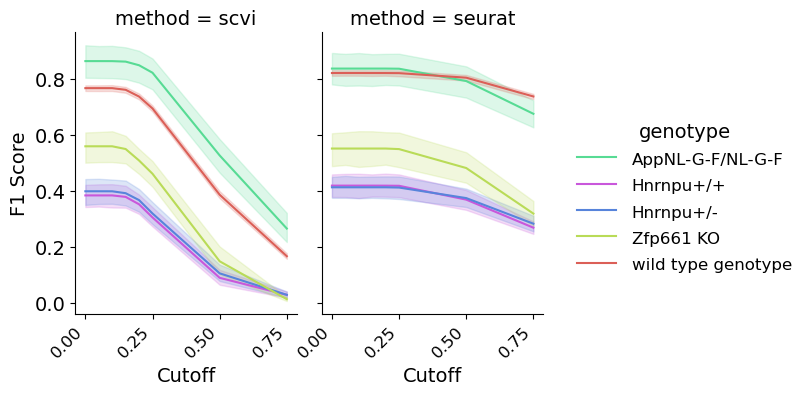 method = scvi
method = seurat
F1 Score
0.8
0.6
0.4
0.2
0.0
0.00
0.25
0.50
0.75
0.00
0.25
0.50
0.75
Cutoff
Cutoff
genotype
AppNL-G-F/NL-G-F
Hnrnpu+/+
Hnrnpu+/-
Zfp661 KO
wild type genotype